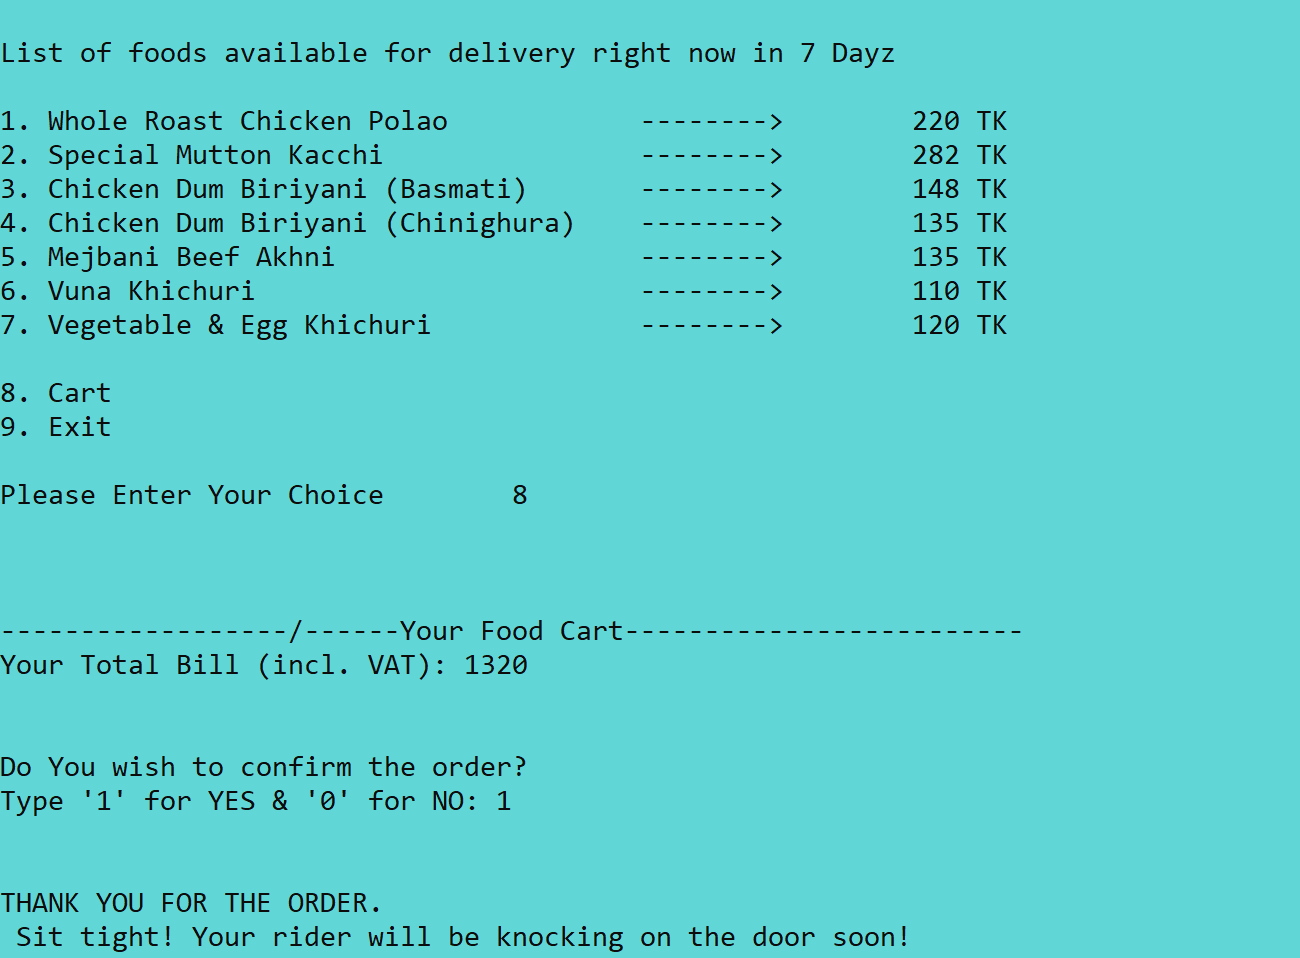 List of foods available for delivery right now in 7 Dayz
1. Whole Roast Chicken Polao --------> 220 TK
2. Special Mutton Kacchi --------> 282 TK
3. Chicken Dum Biriyani (Basmati) --------> 148 TK
4. Chicken Dum Biriyani (Chinighura) --------> 135 TK
5. Mejbani Beef Akhni --------> 135 TK
6. Vuna Khichuri --------> 110 TK
7. Vegetable & Egg Khichuri --------> 120 TK
8. Cart
9. Exit
Please Enter Your Choice 8
------------------/------Your Food Cart-------------------------
Your Total Bill (incl. VAT): 1320
Do You wish to confirm the order?
Type '1' for YES & '0' for NO: 1
THANK YOU FOR THE ORDER.
Sit tight! Your rider will be knocking on the door soon!